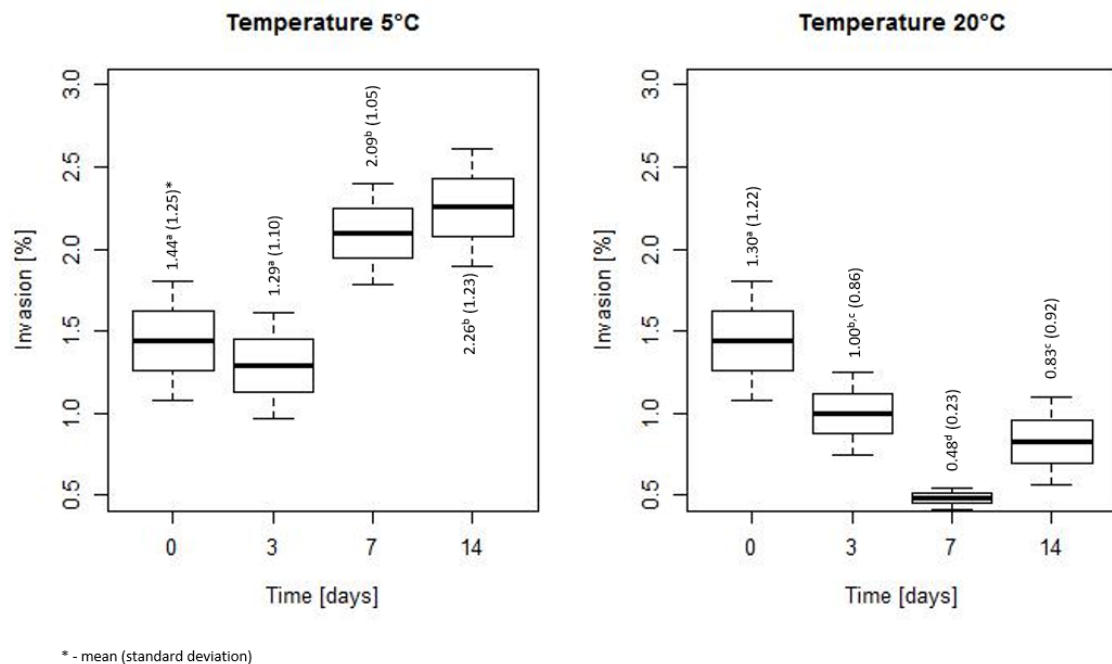 Temperature 5°C
Invasion [%]
3.0
2.5
2.0
1.5
1.0
0.5
1.44ᵃ (1.25)*
1.29ᵃ (1.10)
2.09ᵇ (1.05)
2.26ᵇ (1.23)
0 3 7 14
Time [days]
Temperature 20°C
Invasion [%]
3.0
2.5
2.0
1.5
1.0
0.5
1.30ᵃ (1.22)
1.00ᵇ,ᶜ (0.86)
0.48ᵈ (0.23)
0.83ᶜ (0.92)
0 3 7 14
Time [days]
* - mean (standard deviation)